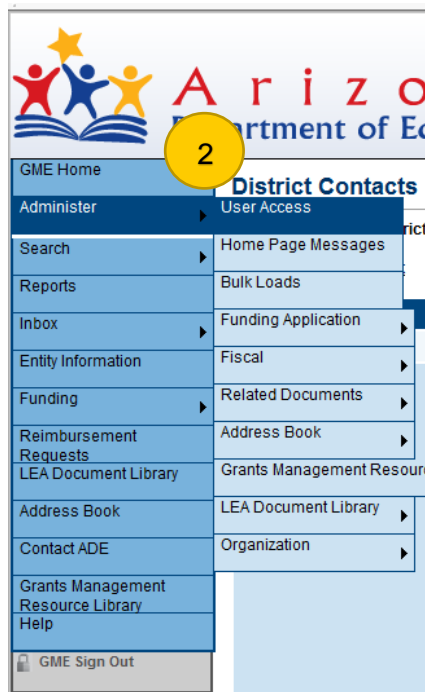 Arizo
artment of Ed
2
GME Home
District Contacts
Administer
User Access
rict
Search
Home Page Messages
Reports
Bulk Loads
Inbox
Funding Application
Entity Information
Fiscal
Funding
Related Documents
Reimbursement
Requests
Address Book
LEA Document Library
Grants Management Resour
Address Book
LEA Document Library
Contact ADE
Organization
Grants Management
Resource Library
Help
GME Sign Out